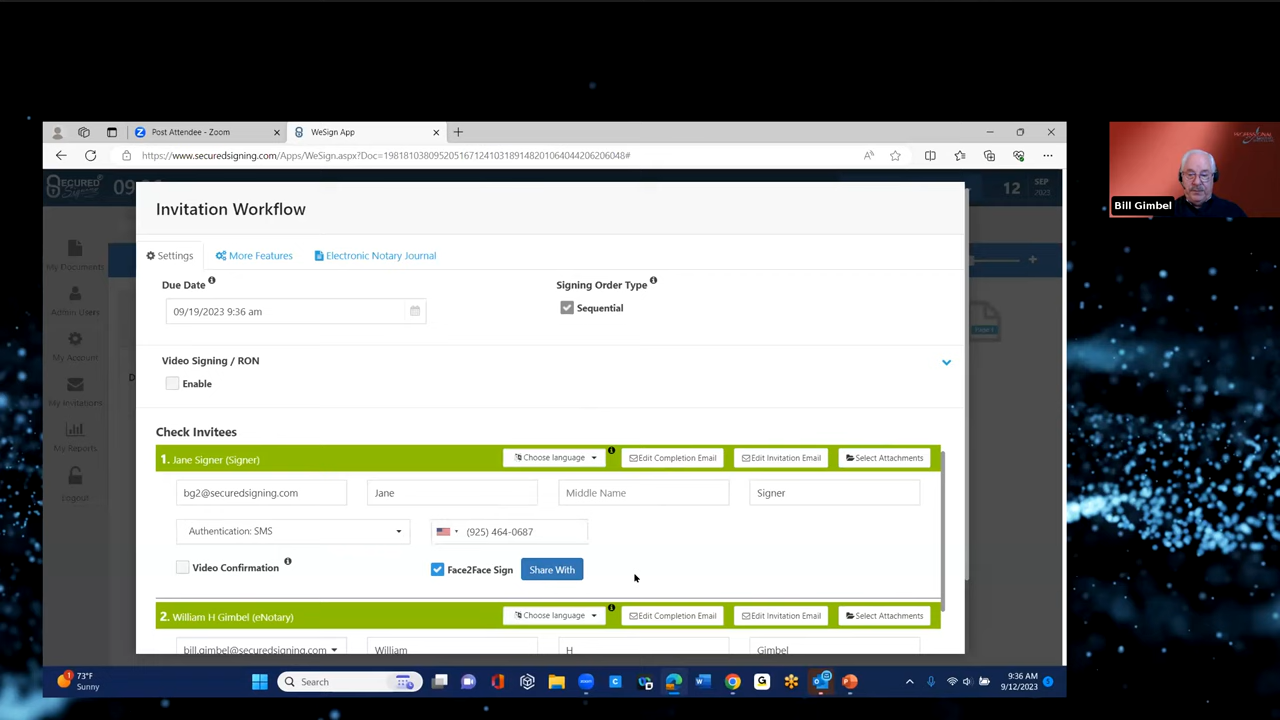 Post Attendee - Zoom
WeSign App
https://www.securedsigning.com/Apps/WeSign.aspx?Doc=198181038095205167124103189148201064044206206048#
SECURED
12
SEP
Invitation Workflow
Settings
More Features
Electronic Notary Journal
Due Date
Signing Order Type
09/19/2023 9:36 am
Sequential
Video Signing / RON
Enable
Check Invitees
1. Jane Signer (Signer)
Choose language
Edit Completion Email
Edit Invitation Email
Select Attachments
bg2@securedsigning.com
Jane
Middle Name
Signer
Authentication: SMS
(925) 464-0687
Video Confirmation
Face2Face Sign
Share With
2. William H Gimbel (eNotary)
Choose language
Edit Completion Email
Edit Invitation Email
Select Attachments
bill.gimbel@securedsigning.com
William
H
Gimbel
My Documents
Admin Users
My Account
My Invitations
My Reports
Logout
Bill Gimbel
73°F
Sunny
Search
9:36 AM
9/12/2023